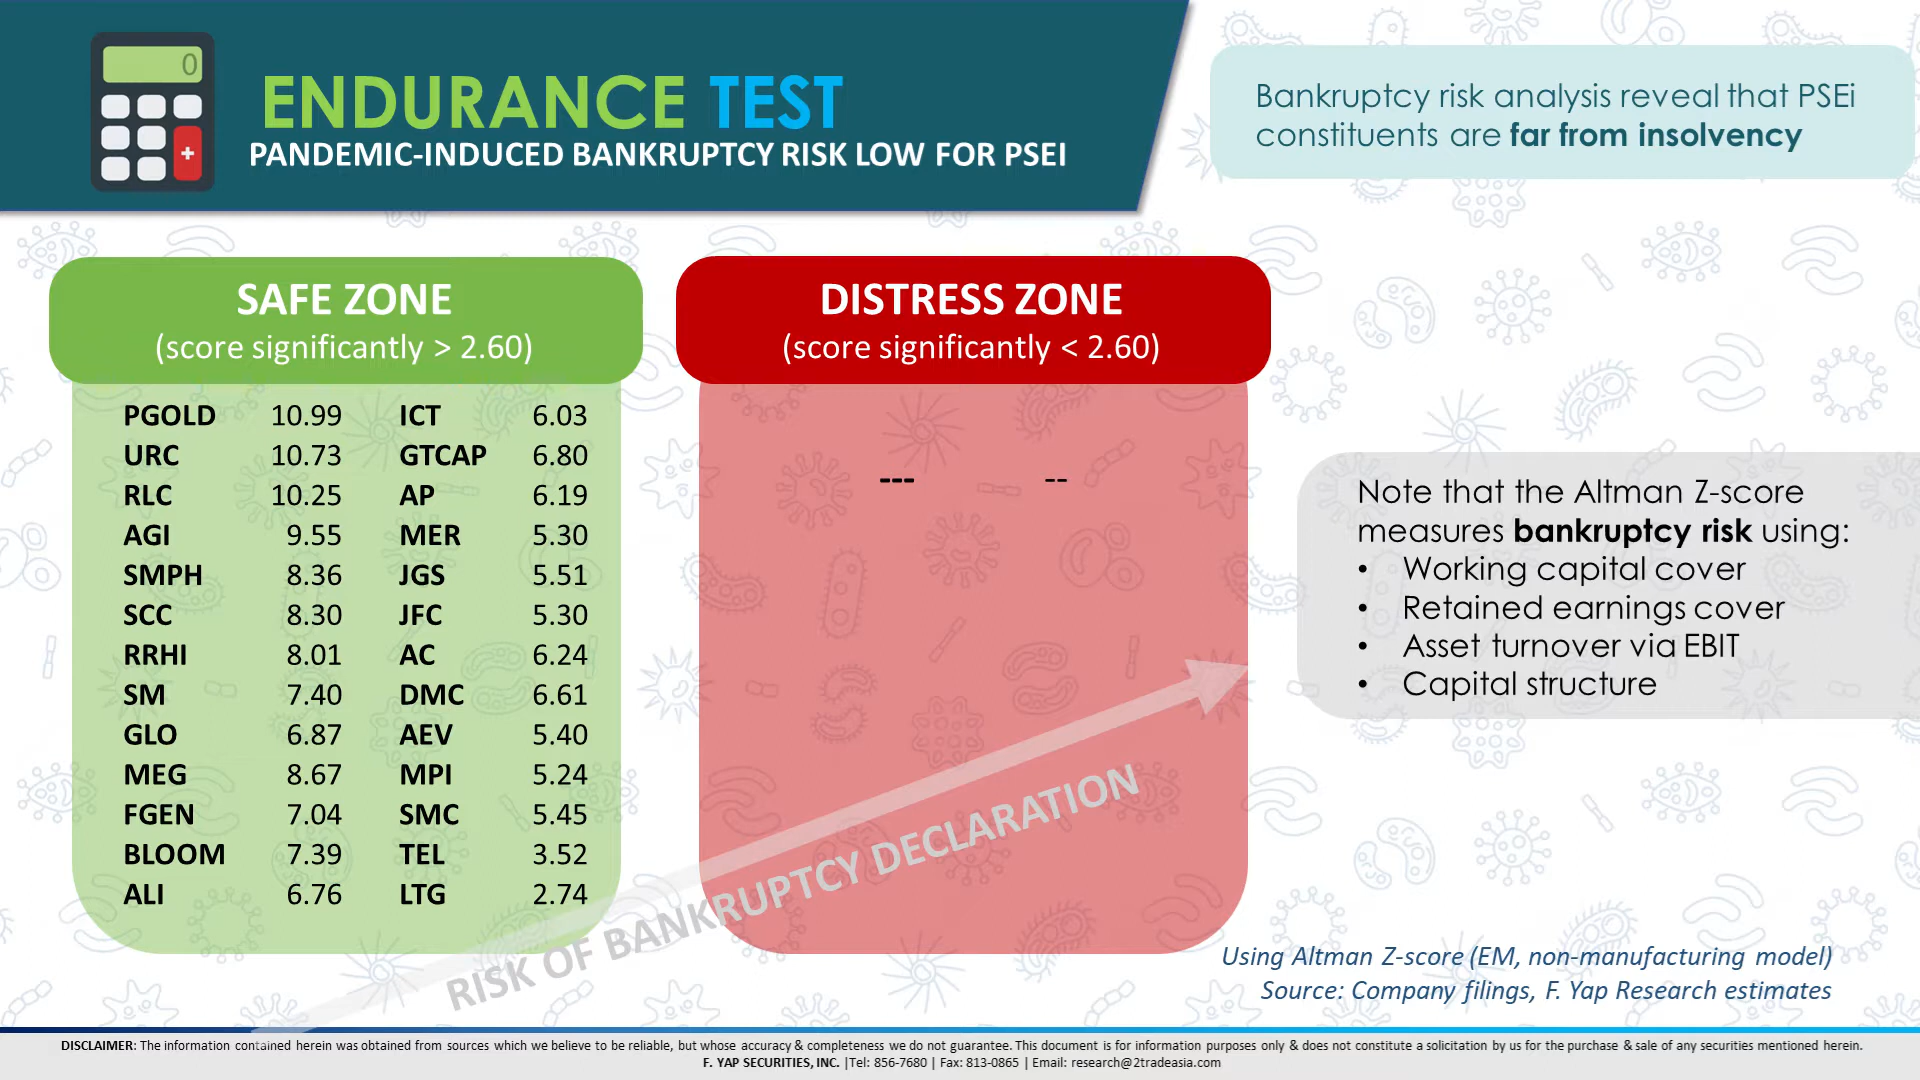 0
+
ENDURANCE TEST
PANDEMIC-INDUCED BANKRUPTCY RISK LOW FOR PSEI
Bankruptcy risk analysis reveal that PSEi
constituents are far from insolvency
SAFE ZONE
(score significantly > 2.60)
PGOLD 10.99 ICT 6.03
URC 10.73 GTCAP 6.80
RLC 10.25 AP 6.19
AGI 9.55 MER 5.30
SMPH 8.36 JGS 5.51
SCC 8.30 JFC 5.30
RRHI 8.01 AC 6.24
SM 7.40 DMC 6.61
GLO 6.87 AEV 5.40
MEG 8.67 MPI 5.24
FGEN 7.04 SMC 5.45
BLOOM 7.39 TEL 3.52
ALI 6.76 LTG 2.74
DISTRESS ZONE
(score significantly < 2.60)
--- --
RISK OF BANKRUPTCY DECLARATION
Note that the Altman Z-score
measures bankruptcy risk using:
• Working capital cover
• Retained earnings cover
• Asset turnover via EBIT
• Capital structure
Using Altman Z-score (EM, non-manufacturing model)
Source: Company filings, F. Yap Research estimates
DISCLAIMER: The information contained herein was obtained from sources which we believe to be reliable, but whose accuracy & completeness we do not guarantee. This document is for information purposes only & does not constitute a solicitation by us for the purchase & sale of any securities mentioned herein.
F. YAP SECURITIES, INC. |Tel: 856-7680 | Fax: 813-0865 | Email: research@2tradeasia.com